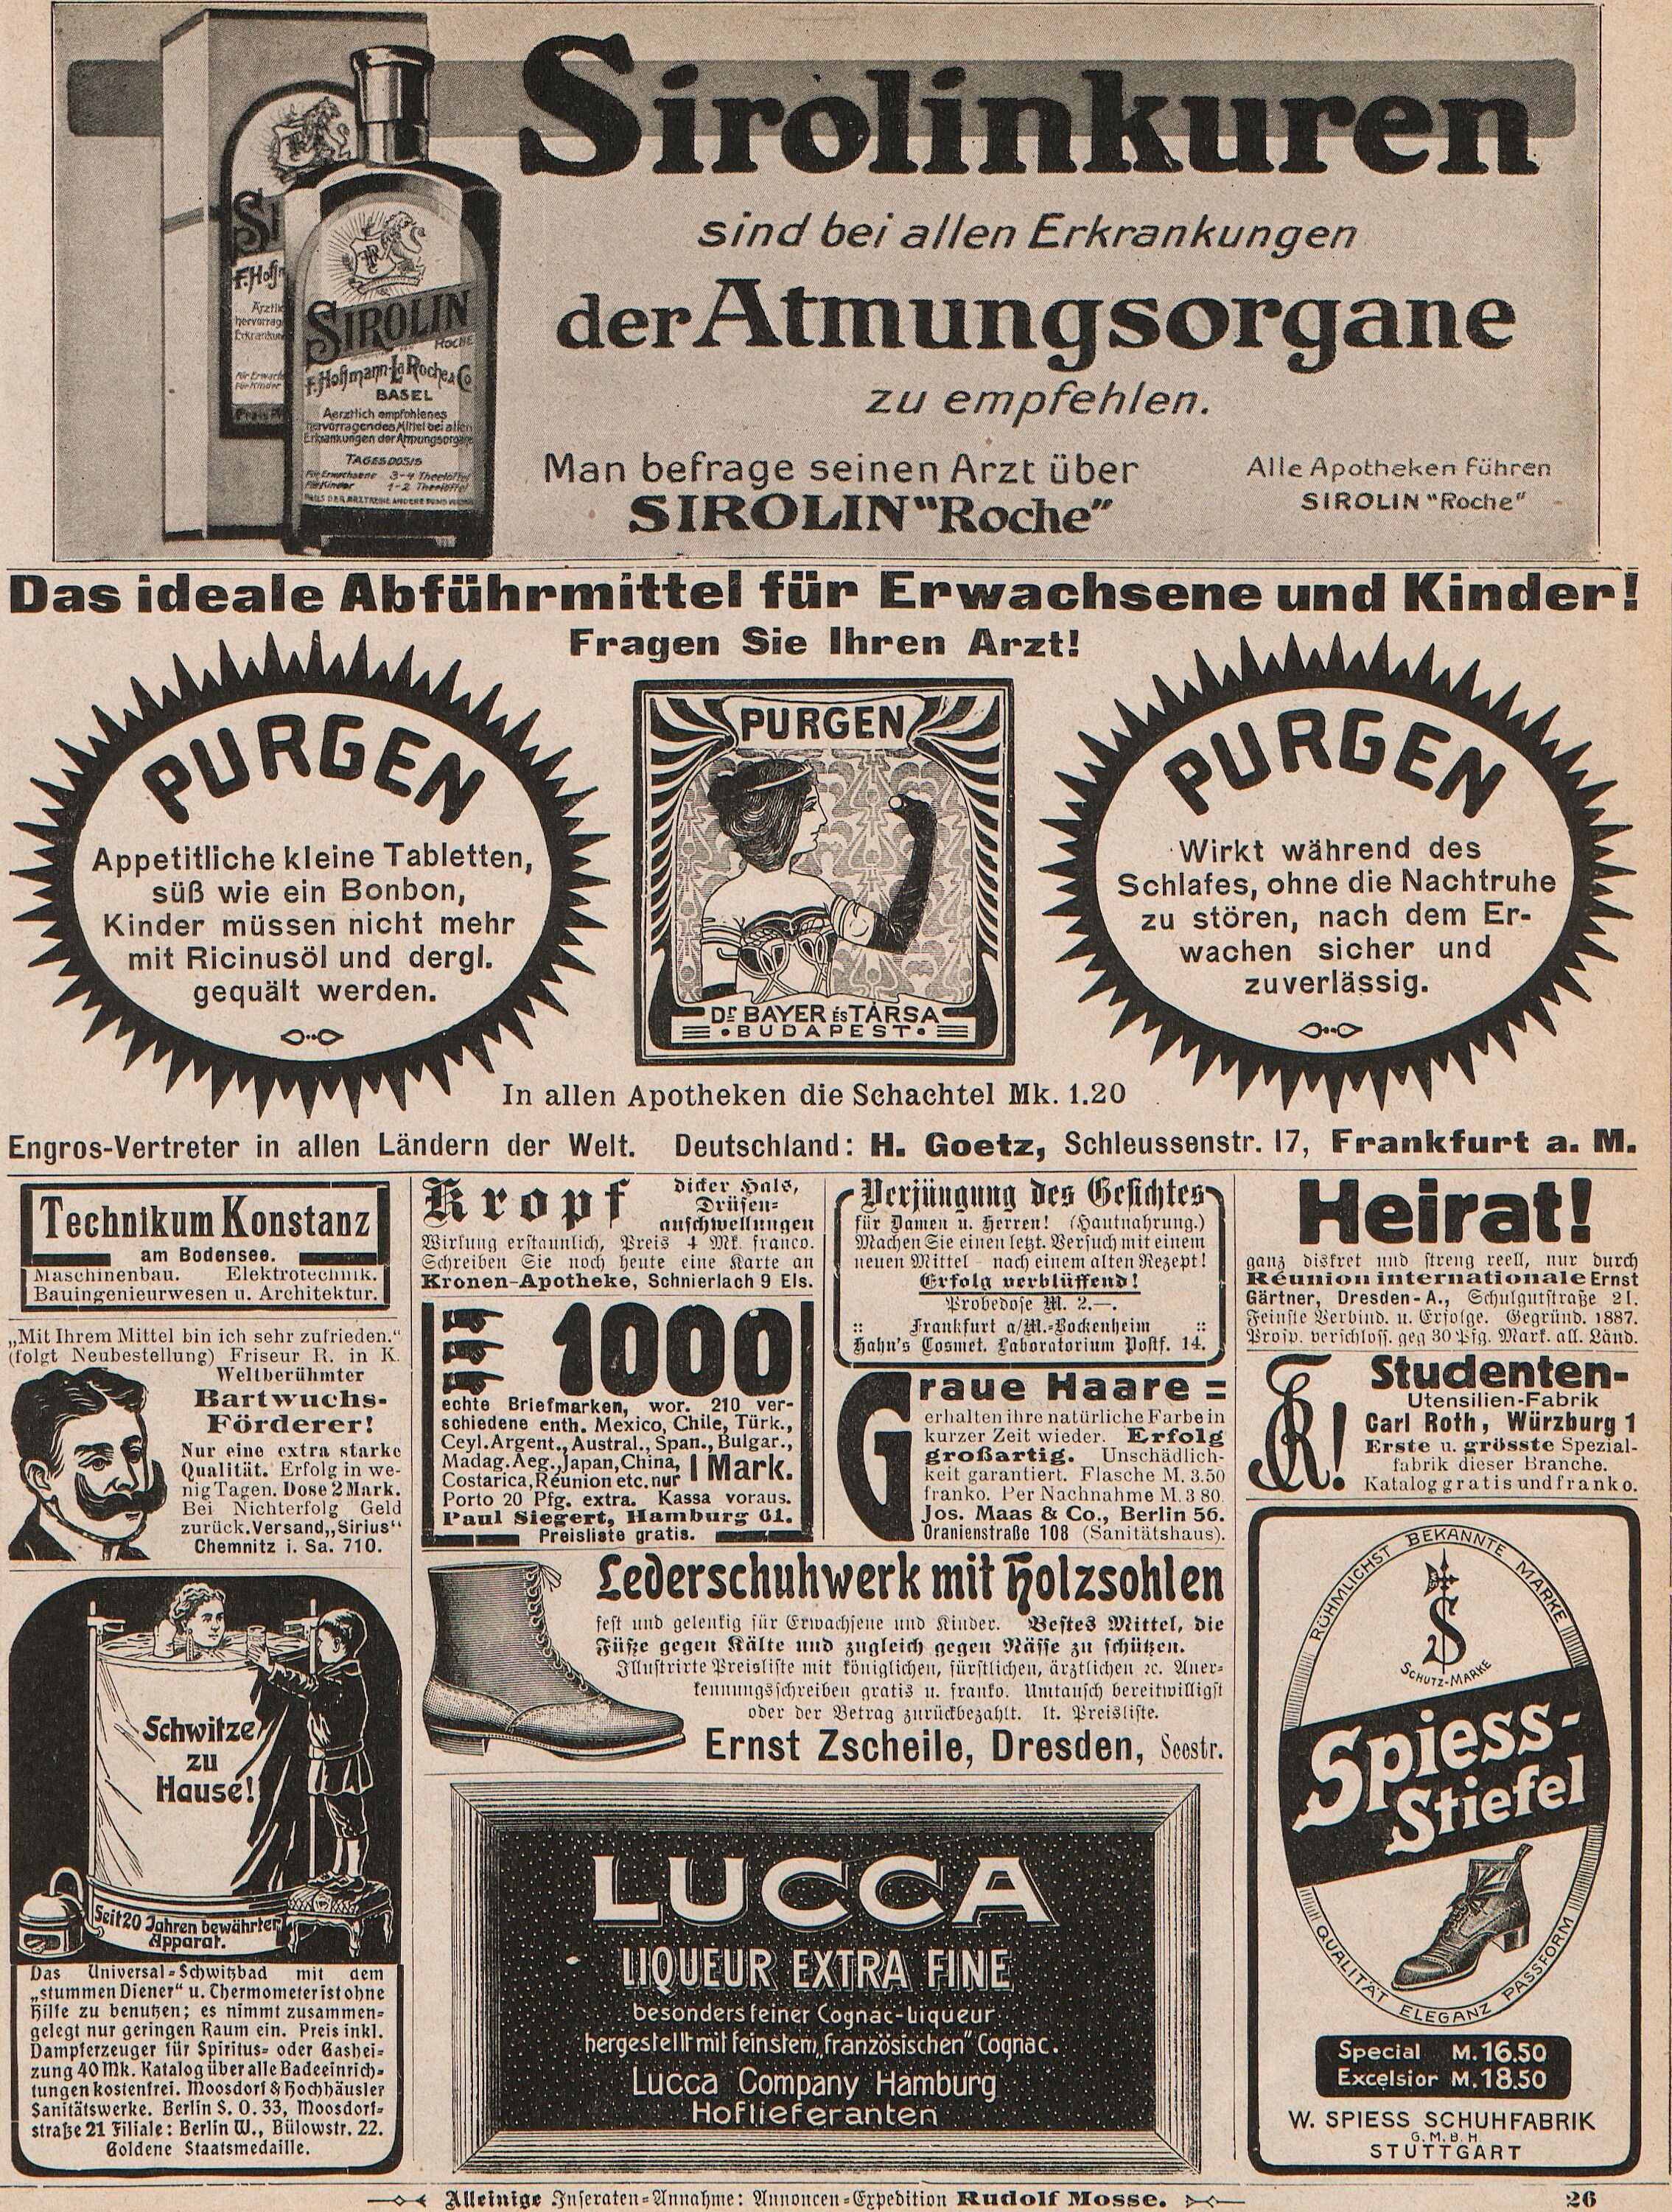 Sirolinkuren
sind bei allen Erkrankungen
der Atmungsorgane
zu empfehlen.
Man befrage seinen Arzt über
SIROLIN "Roche"
Alle Apotheken führen
SIROLIN "Roche"
SIROLIN
ROCHE
F. Hoffmann-La Roche & Co
BASEL
Aerztlich empfohlenes
hervorragendes Mittel bei allen
Erkrankungen der Atmungsorgane
TAGESDOSIS
Für Erwachsene 3-4 Theelöffel
Für Kinder 1-2 Theelöffel
Das ideale Abführmittel für Erwachsene und Kinder!
Fragen Sie Ihren Arzt!
PURGEN
Appetitliche kleine Tabletten,
süß wie ein Bonbon,
Kinder müssen nicht mehr
mit Ricinusöl und dergl.
gequält werden.
PURGEN
Dr BAYER és TÁRSA
BUDAPEST
PURGEN
Wirkt während des
Schlafes, ohne die Nachtruhe
zu stören, nach dem Er-
wachen sicher und
zuverlässig.
In allen Apotheken die Schachtel Mk. 1.20
Engros-Vertreter in allen Ländern der Welt. Deutschland: H. Goetz, Schleussenstr. 17, Frankfurt a. M.
Technikum Konstanz
am Bodensee.
Maschinenbau. Elektrotechnik.
Bauingenieurwesen u. Architektur.
„Mit Ihrem Mittel bin ich sehr zufrieden.“
(folgt Neubestellung) Friseur R. in K.
Weltberühmter
Bartwuchs-
Förderer!
Nur eine extra starke
Qualität. Erfolg in we-
nig Tagen. Dose 2 Mark.
Bei Nichterfolg Geld
zurück. Versand „Sirius“
Chemnitz i. Sa. 710.
Schwitze
zu
Hause!
Seit 20 Jahren bewährter
Apparat.
Das Universal-Schwitzbad mit dem
„stummen Diener“ u. Thermometer ist ohne
Hilfe zu benutzen; es nimmt zusammen-
gelegt nur geringen Raum ein. Preis inkl.
Dampferzeuger für Spiritus- oder Gashei-
zung 40 Mk. Katalog über alle Badeeinrich-
tungen kostenfrei. Moosdorf & Hochhäusler
Sanitätswerke. Berlin S. O. 33, Moosdorf-
straße 21 Filiale: Berlin W., Bülowstr. 22.
Goldene Staatsmedaille.
Kropf
dicker Hals,
Drüsen-
anschwellungen
Wirkung erstaunlich, Preis 4 Mk. franco.
Schreiben Sie noch heute eine Karte an
Kronen-Apotheke, Schnierlach 9 Els.
1000
echte Briefmarken, wor. 210 ver-
schiedene enth. Mexico, Chile, Türk.,
Ceyl. Argent., Austral., Span., Bulgar.,
Madag. Aeg., Japan, China,
Costarica, Réunion etc. nur 1 Mark.
Porto 20 Pfg. extra. Kassa voraus.
Paul Siegert, Hamburg 61.
Preisliste gratis.
Verjüngung des Gesichtes
für Damen u. Herren! (Hautnahrung.)
Machen Sie einen letzt. Versuch mit einem
neuen Mittel - nach einem alten Rezept!
Erfolg verblüffend!
Probedose M. 2.—.
:: Frankfurt a/M.-Bockenheim ::
Hahn's Cosmet. Laboratorium Postf. 14.
Graue Haare =
erhalten ihre natürliche Farbe in
kurzer Zeit wieder. Erfolg
großartig. Unschädlich-
keit garantiert. Flasche M. 3.50
franko. Per Nachnahme M. 3 80.
Jos. Maas & Co., Berlin 56.
Oranienstraße 108 (Sanitätshaus).
Lederschuhwerk mit Holzsohlen
fest und gelenkig für Erwachsene und Kinder. Bestes Mittel, die
Füße gegen Kälte und zugleich gegen Nässe zu schützen.
Illustrirte Preisliste mit königlichen, fürstlichen, ärztlichen ꝛc. Aner-
kennungsschreiben gratis u. franko. Umtausch bereitwilligst
oder der Betrag zurückbezahlt. lt. Preisliste.
Ernst Zscheile, Dresden, Seestr.
LUCCA
LIQUEUR EXTRA FINE
besonders feiner Cognac-Liqueur
hergestellt mit feinstem „französischen“ Cognac.
Lucca Company Hamburg
Hoflieferanten
Heirat!
ganz diskret und streng reell, nur durch
Réunion internationale Ernst
Gärtner, Dresden-A., Schulgutstraße 21.
Feinste Verbind. u. Erfolge. Gegründ. 1887.
Prosp. verschloss. geg 30 Pfg. Mark. all. Länd.
CR!
Studenten-
Utensilien-Fabrik
Carl Roth, Würzburg 1
Erste u. grösste Spezial-
fabrik dieser Branche.
Katalog gratis und franko.
RÜHMLICHST BEKANNTE MARKE
S
SCHUTZ-MARKE
Spiess-
Stiefel
QUALITÄT ELEGANZ PASSFORM
Special M. 16.50
Excelsior M. 18.50
W. SPIESS SCHUHFABRIK
G.M.B.H.
STUTTGART
Alleinige Inseraten-Annahme: Annoncen-Expedition Rudolf Mosse.
26